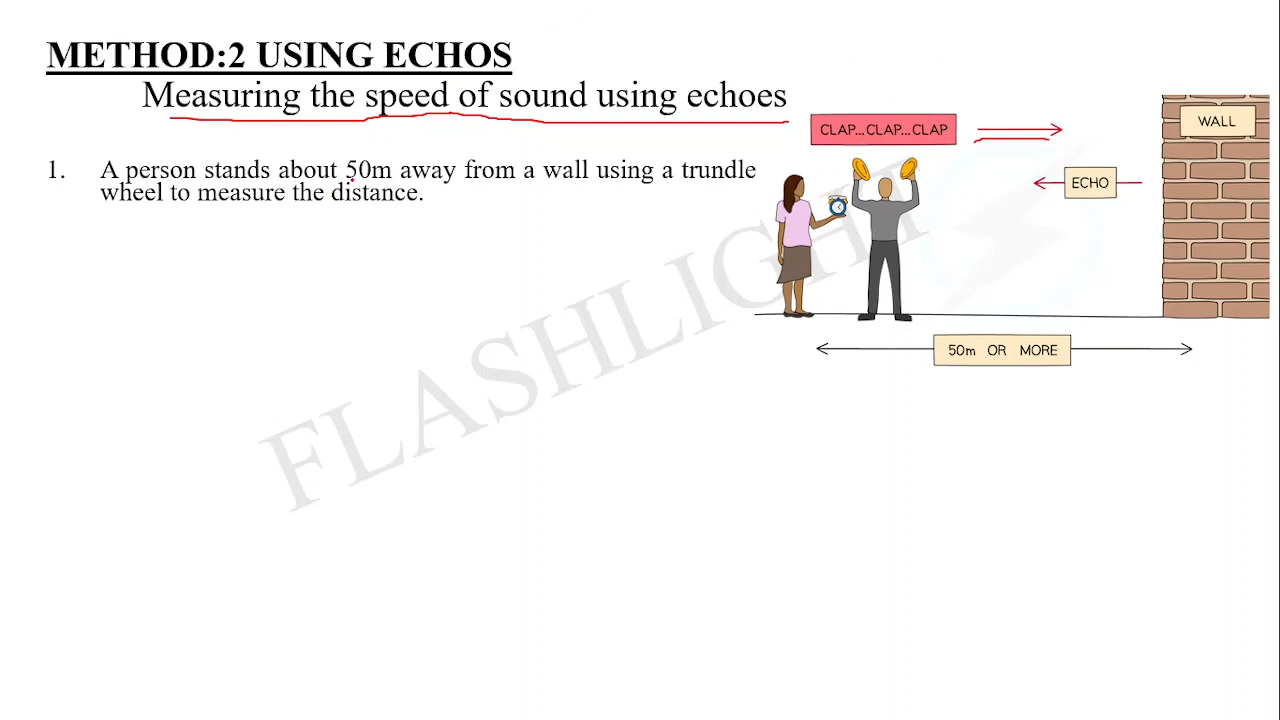 METHOD:2 USING ECHOS
Measuring the speed of sound using echoes
1. A person stands about 50m away from a wall using a trundle
wheel to measure the distance.
CLAP...CLAP...CLAP
WALL
ECHO
50m OR MORE
FLASHLIGHT